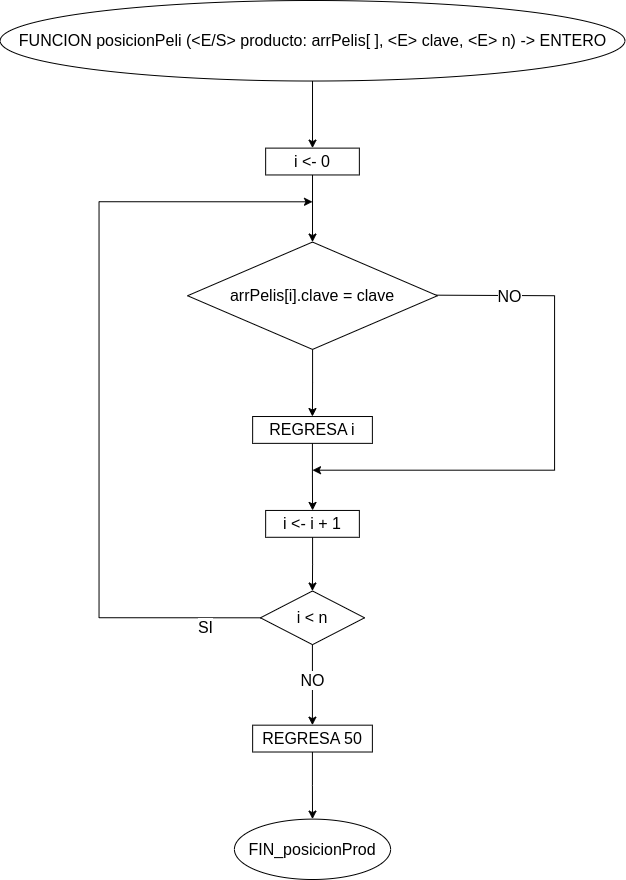 FUNCION posicionPeli (<E/S> producto: arrPelis[ ], <E> clave, <E> n) -> ENTERO
i <- 0
arrPelis[i].clave = clave
NO
REGRESA i
i <- i + 1
i < n
SI
NO
REGRESA 50
FIN_posicionProd